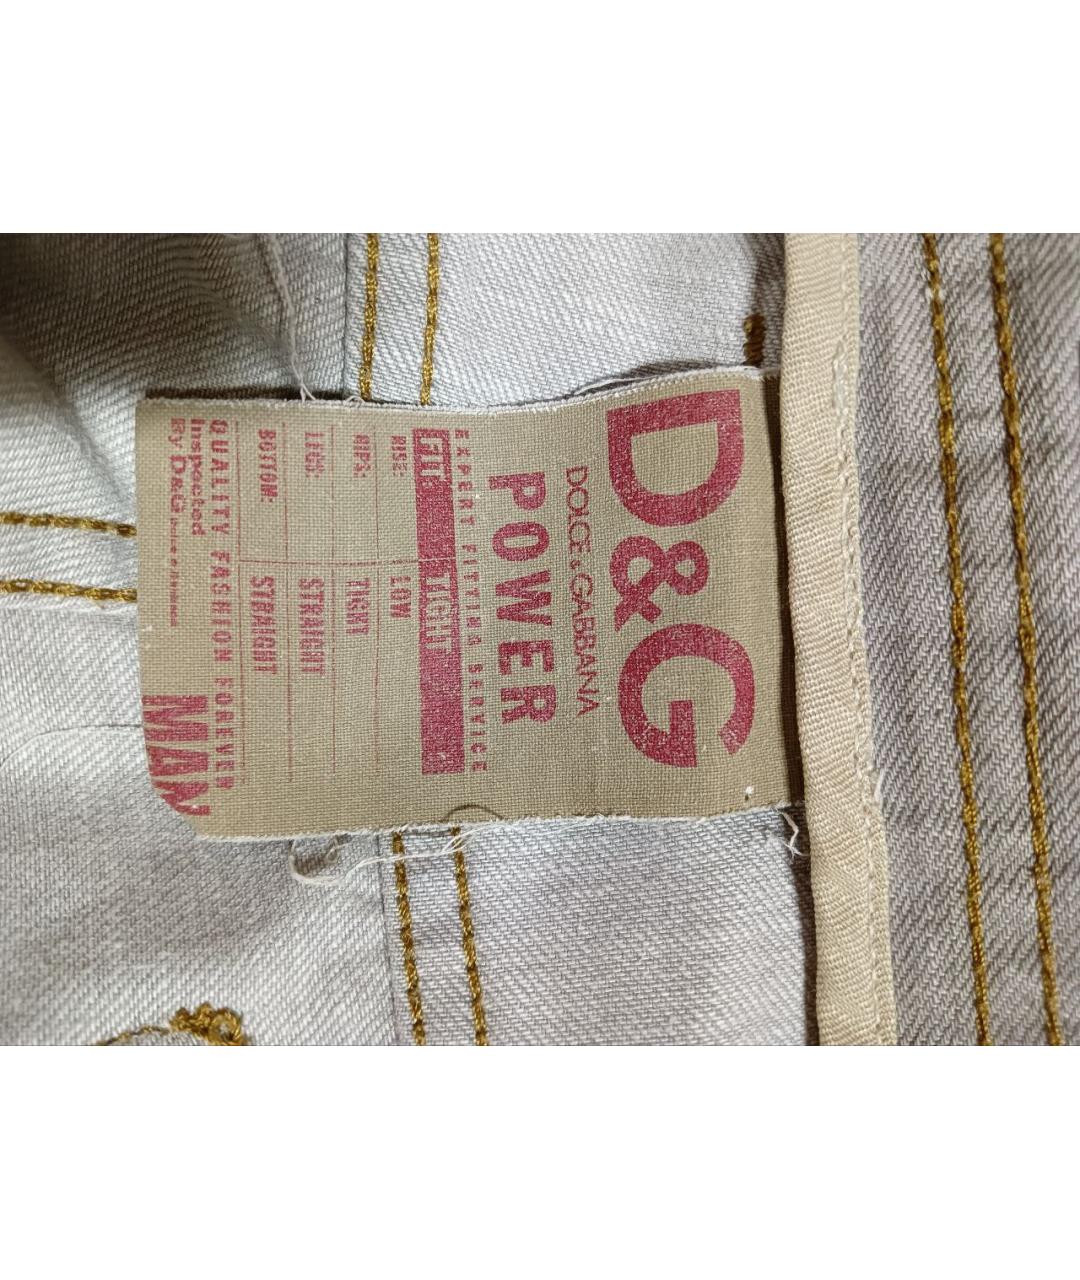 D&G
DOLCE & GABBANA
POWER
EXPERT FITTING SERVICE
FIT: TIGHT
RISE: LOW
HIPS: TIGHT
LEGS: STRAIGHT
BOTTOM: STRAIGHT
QUALITY FASHION FOREVER
Inspected
By D&G
MAN